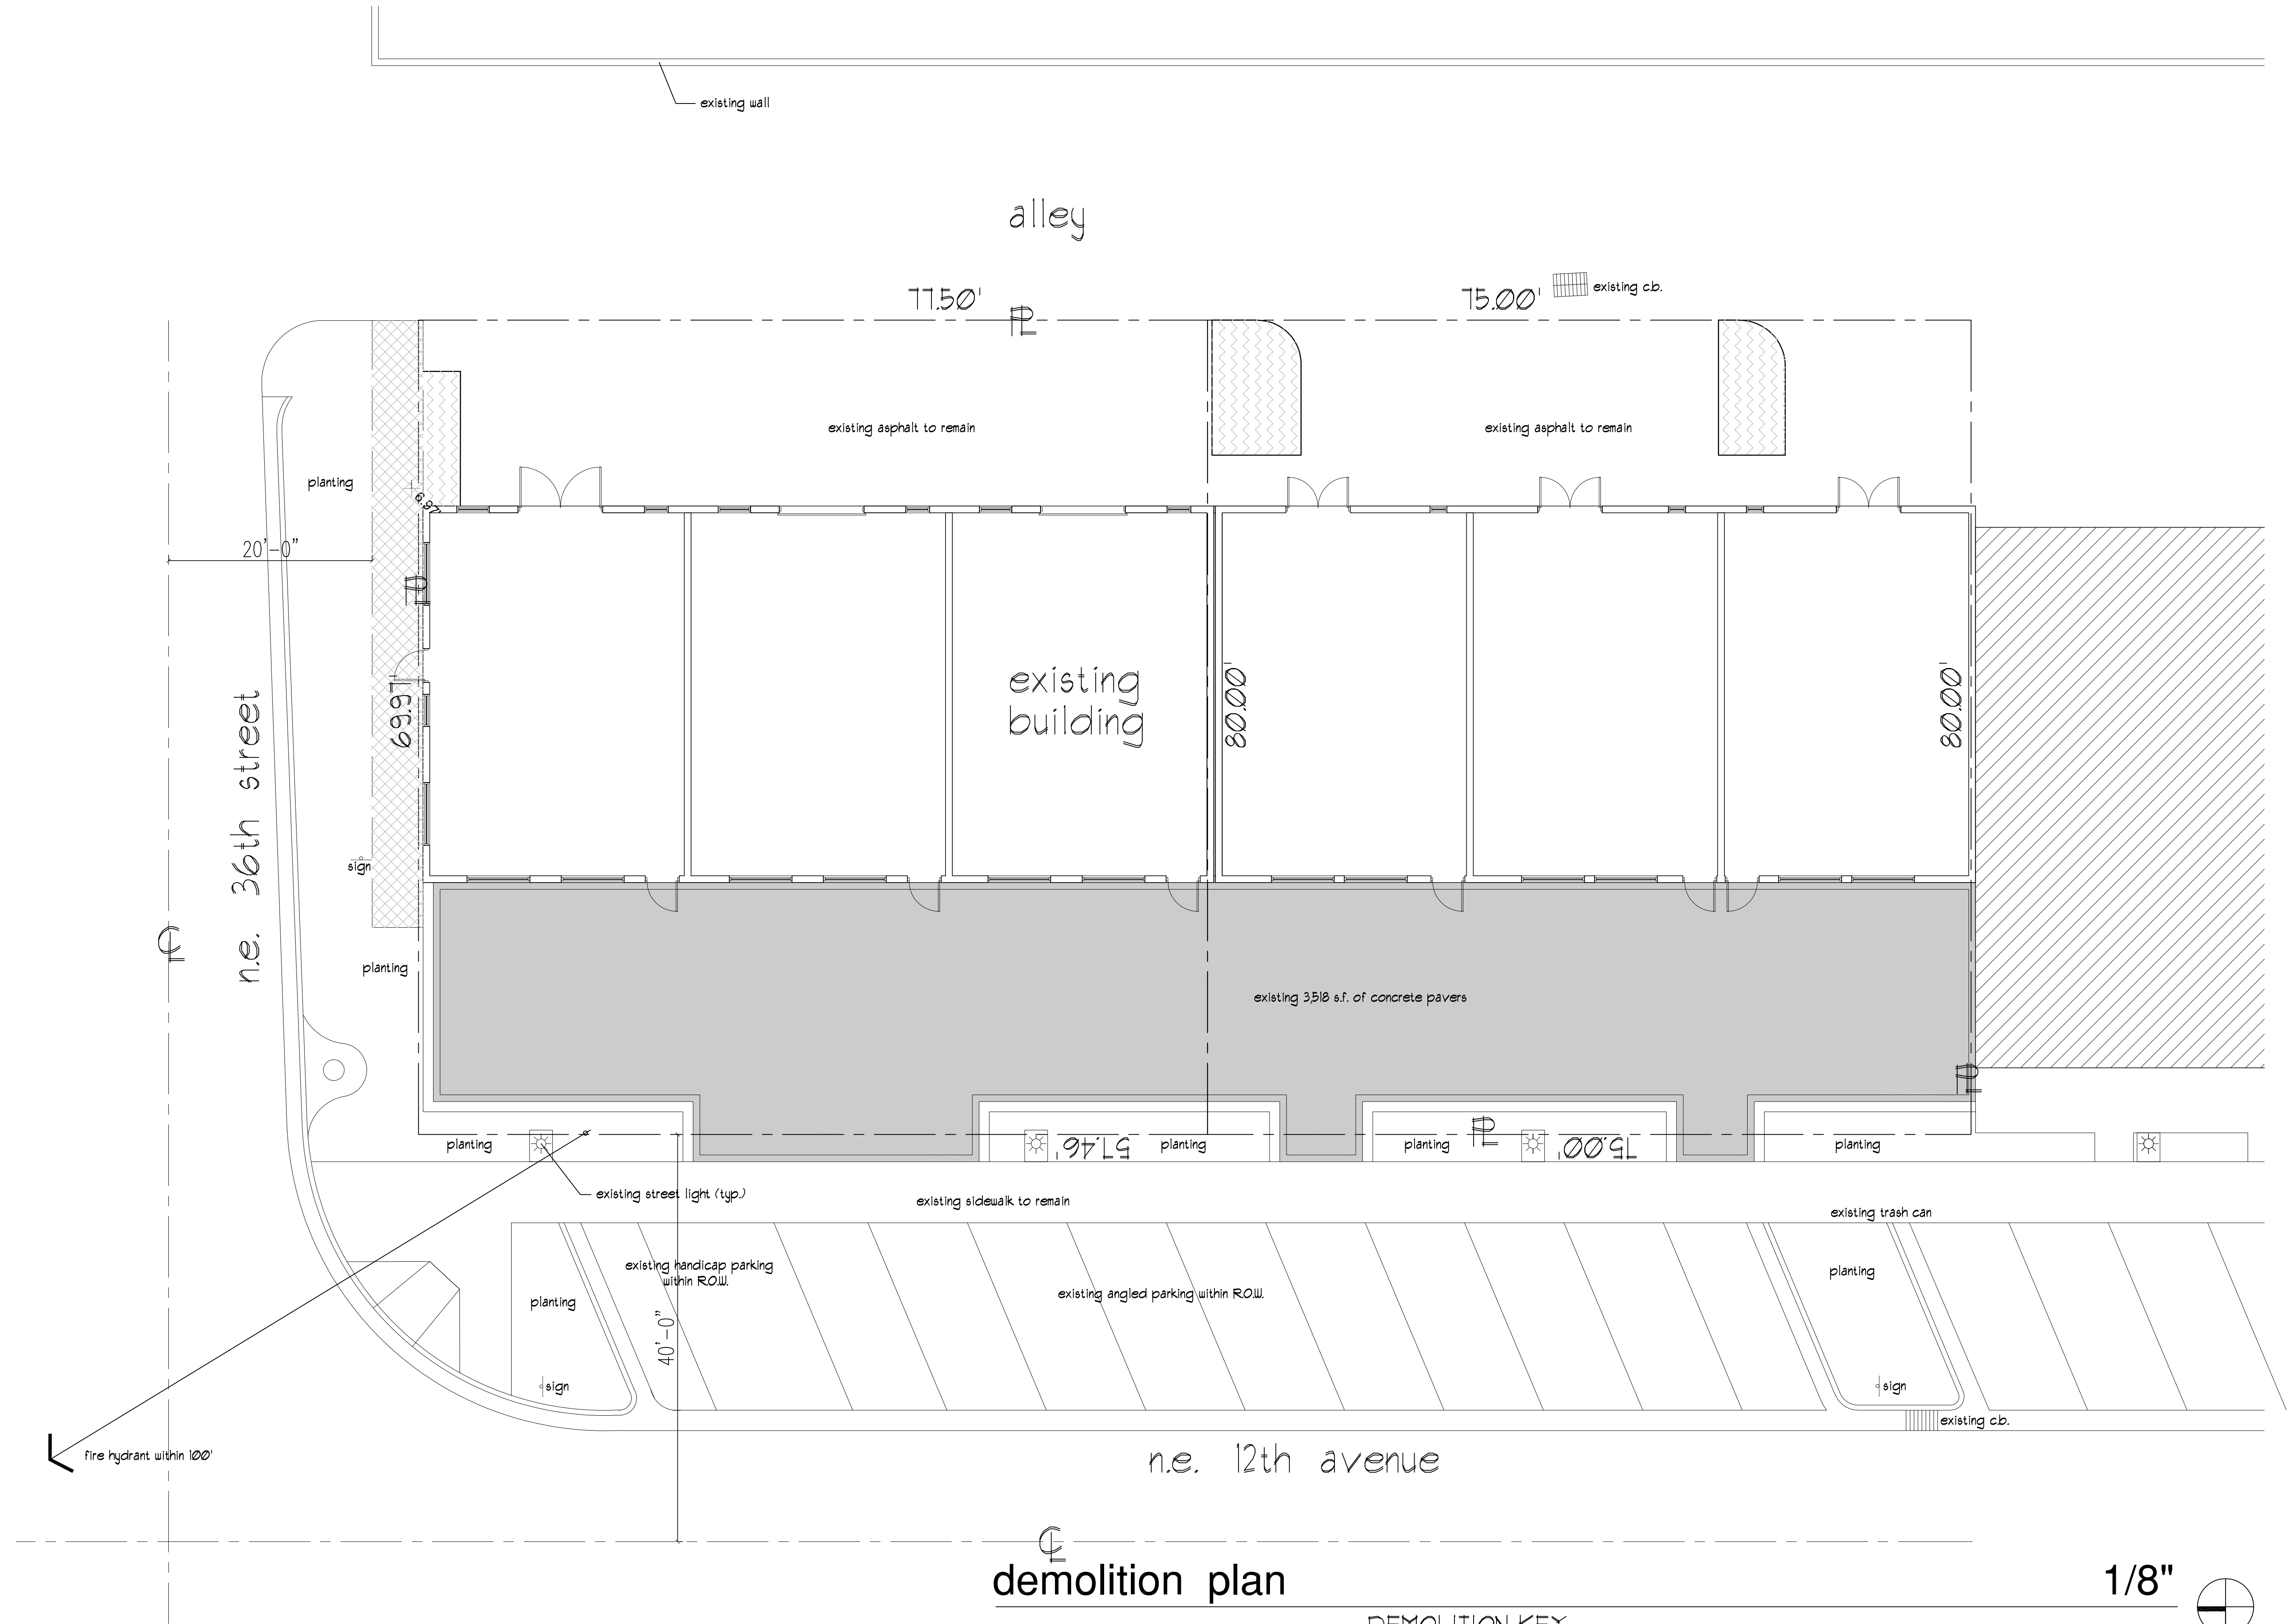 existing wall
alley
77.50'
75.00'
existing c.b.
PL
existing asphalt to remain
existing asphalt to remain
planting
6.97
20'-0"
PL
69.97'
existing
building
80.00'
80.00'
n.e. 36th street
sign
CL
planting
existing 3,518 s.f. of concrete pavers
PL
planting
57.46'
planting
planting
PL
75.00'
planting
existing street light (typ.)
existing sidewalk to remain
existing trash can
existing handicap parking
within R.O.W.
planting
existing angled parking within R.O.W.
planting
40'-0"
sign
sign
existing c.b.
fire hydrant within 100'
n.e. 12th avenue
CL
demolition plan
1/8"
DEMOLITION KEY